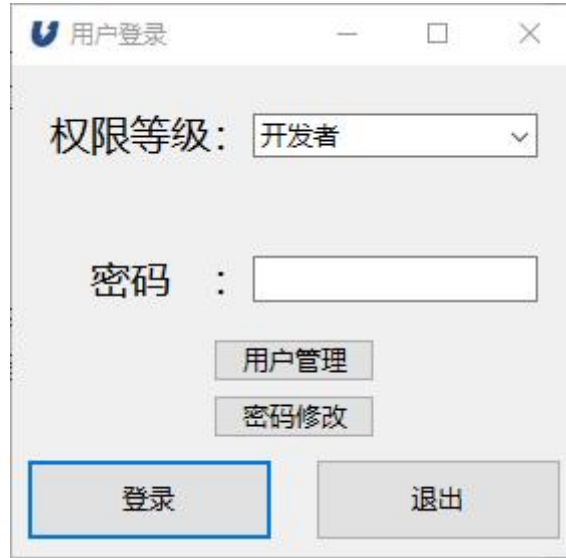 用户登录
权限等级： 开发者
密码 ：
用户管理
密码修改
登录 退出